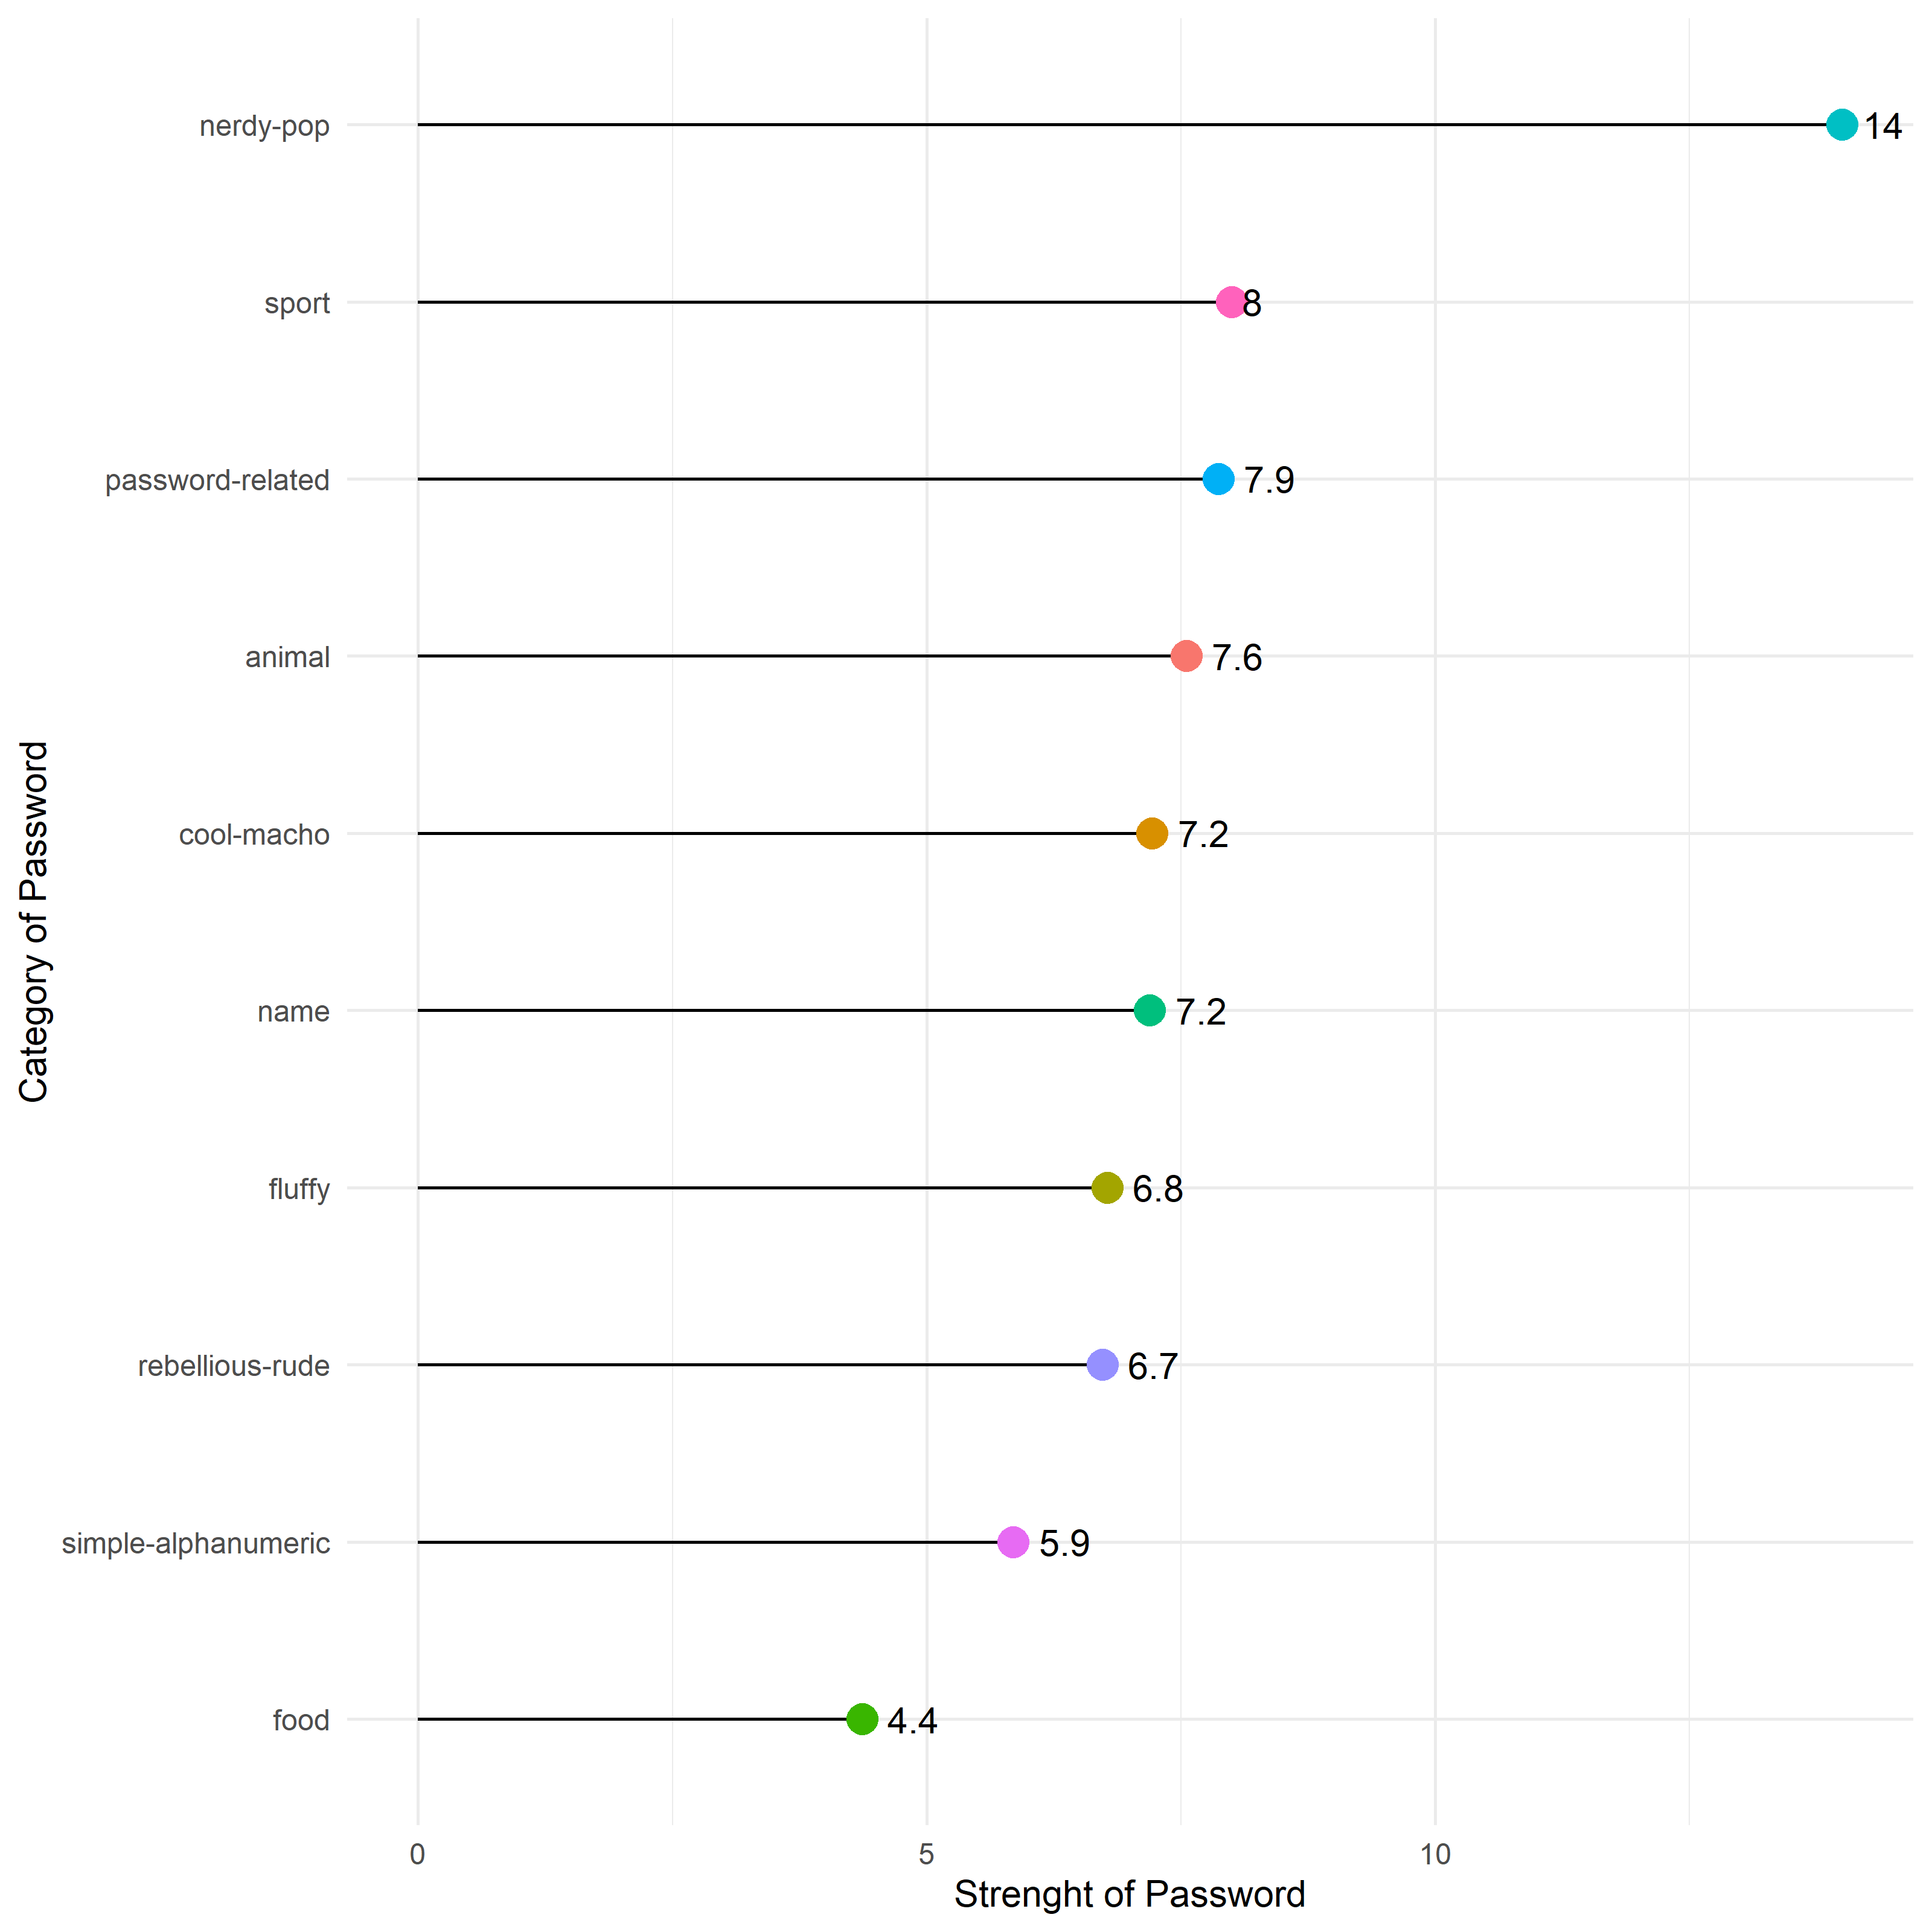 nerdy-pop
14
sport
8
password-related
7.9
animal
7.6
cool-macho
7.2
name
7.2
fluffy
6.8
rebellious-rude
6.7
simple-alphanumeric
5.9
food
4.4
Category of Password
0 5 10
Strenght of Password